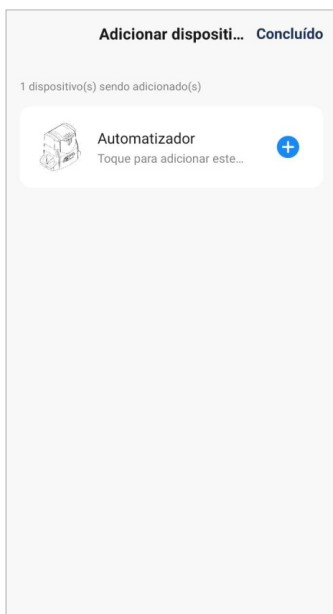 Adicionar dispositi... Concluído
1 dispositivo(s) sendo adicionado(s)
Automatizador
Toque para adicionar este...